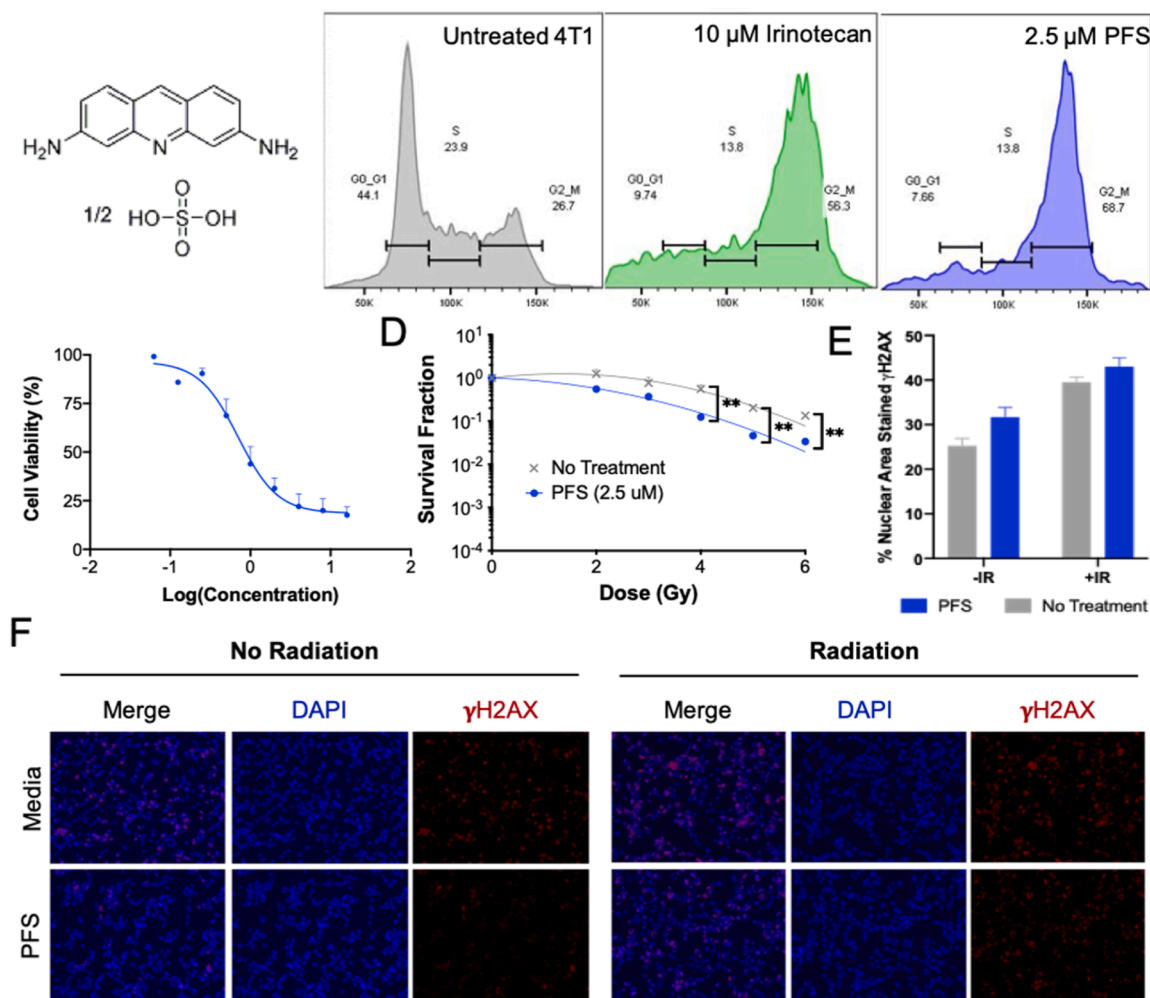 H₂N
N
NH₂
1/2
O
HO-S-OH
O
Untreated 4T1
S
23.9
G0_G1
44.1
G2_M
26.7
50K 100K 150K
10 µM Irinotecan
S
13.8
G0_G1
9.74
G2_M
56.3
50K 100K 150K
2.5 µM PFS
S
13.8
G0_G1
7.66
G2_M
68.7
50K 100K 150K
Cell Viability (%)
100
75
50
25
0
-2 -1 0 1 2
Log(Concentration)
D
Survival Fraction
10¹
10⁰
10⁻¹
10⁻²
10⁻³
10⁻⁴
**
**
**
No Treatment
PFS (2.5 uM)
0 2 4 6
Dose (Gy)
E
% Nuclear Area Stained γH2AX
50
40
30
20
10
0
-IR +IR
PFS No Treatment
F
No Radiation Radiation
Merge DAPI γH2AX Merge DAPI γH2AX
Media
PFS